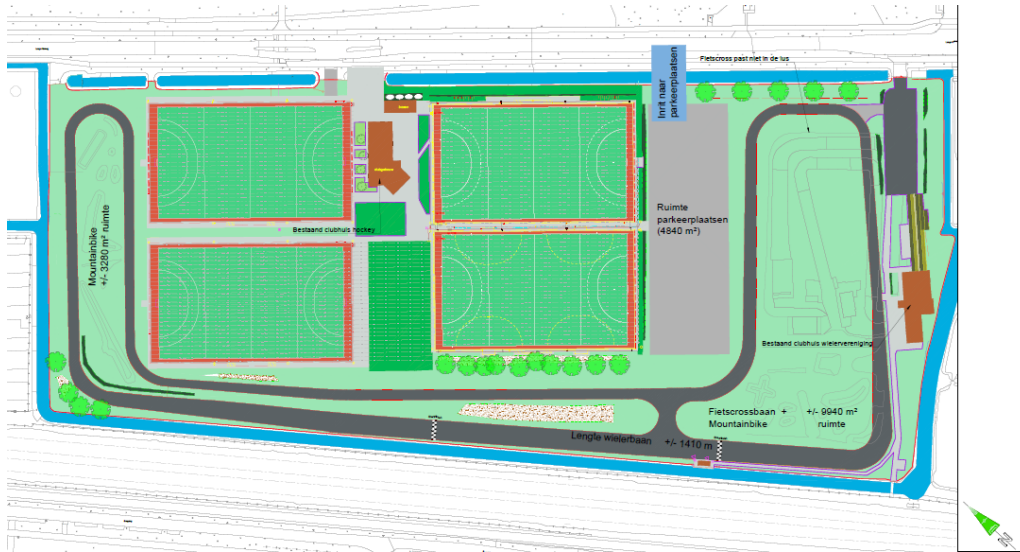 Fietscross past niet in de lus
Inrit naar
parkeerplaatsen
Ruimte
parkeerplaatsen
(4840 m²)
Mountainbike
+/- 3280 m² ruimte
Bestaand clubhuis hockey
Bestaand clubhuis wielervereniging
Fietscrossbaan +
Mountainbike
+/- 9940 m²
ruimte
Lengte wielerbaan +/- 1410 m
N